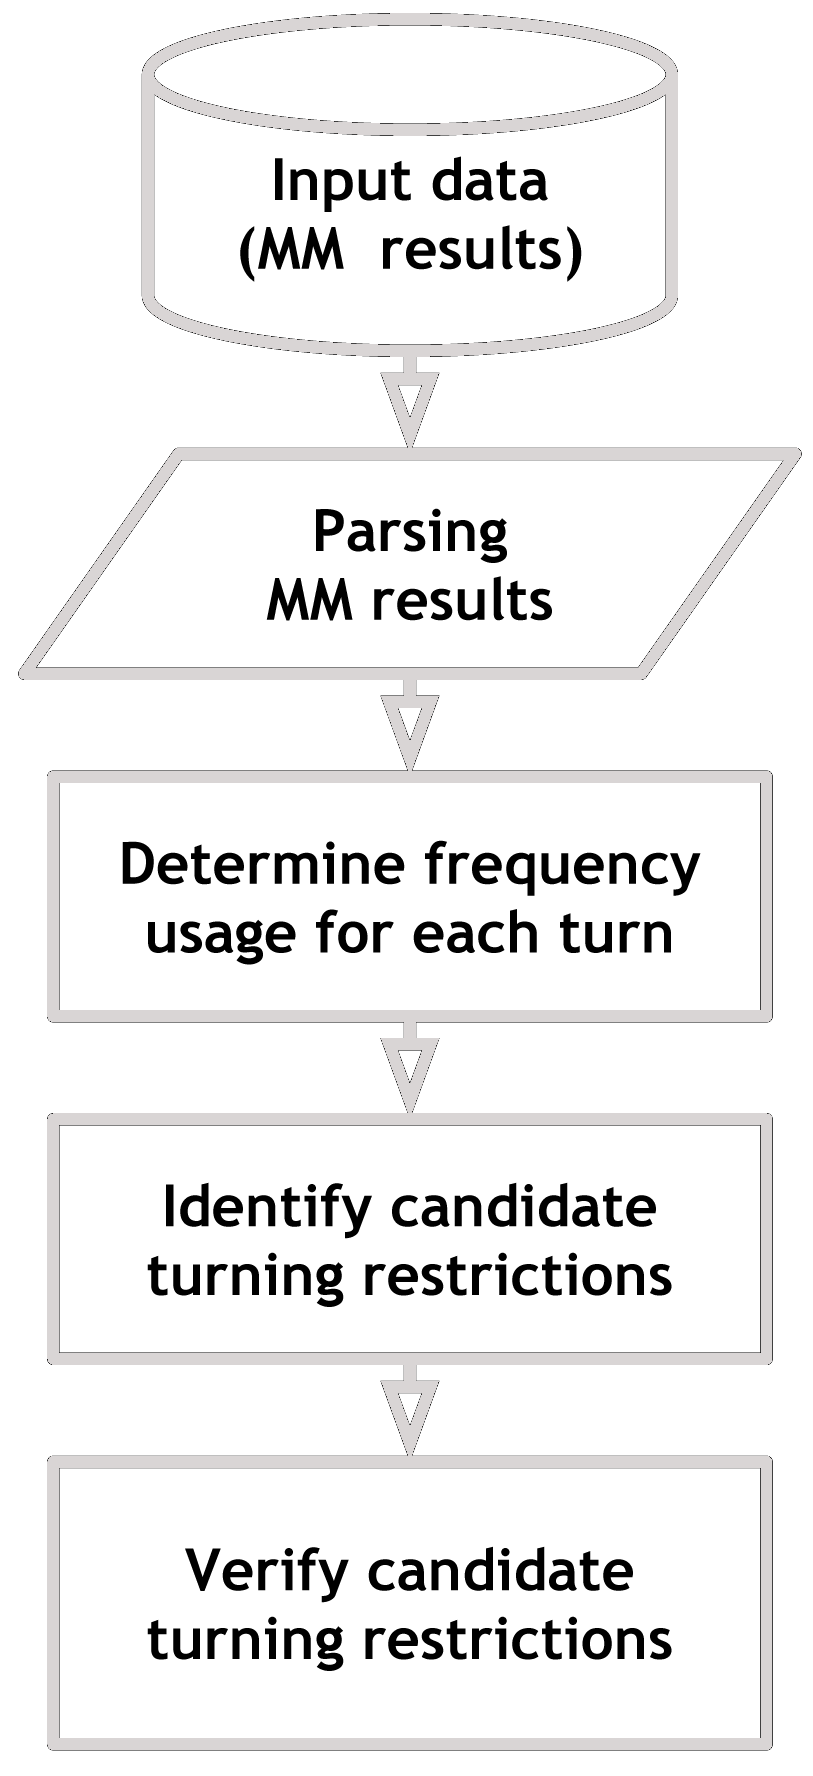 Input data
(MM results)
Parsing
MM results
Determine frequency
usage for each turn
Identify candidate
turning restrictions
Verify candidate
turning restrictions